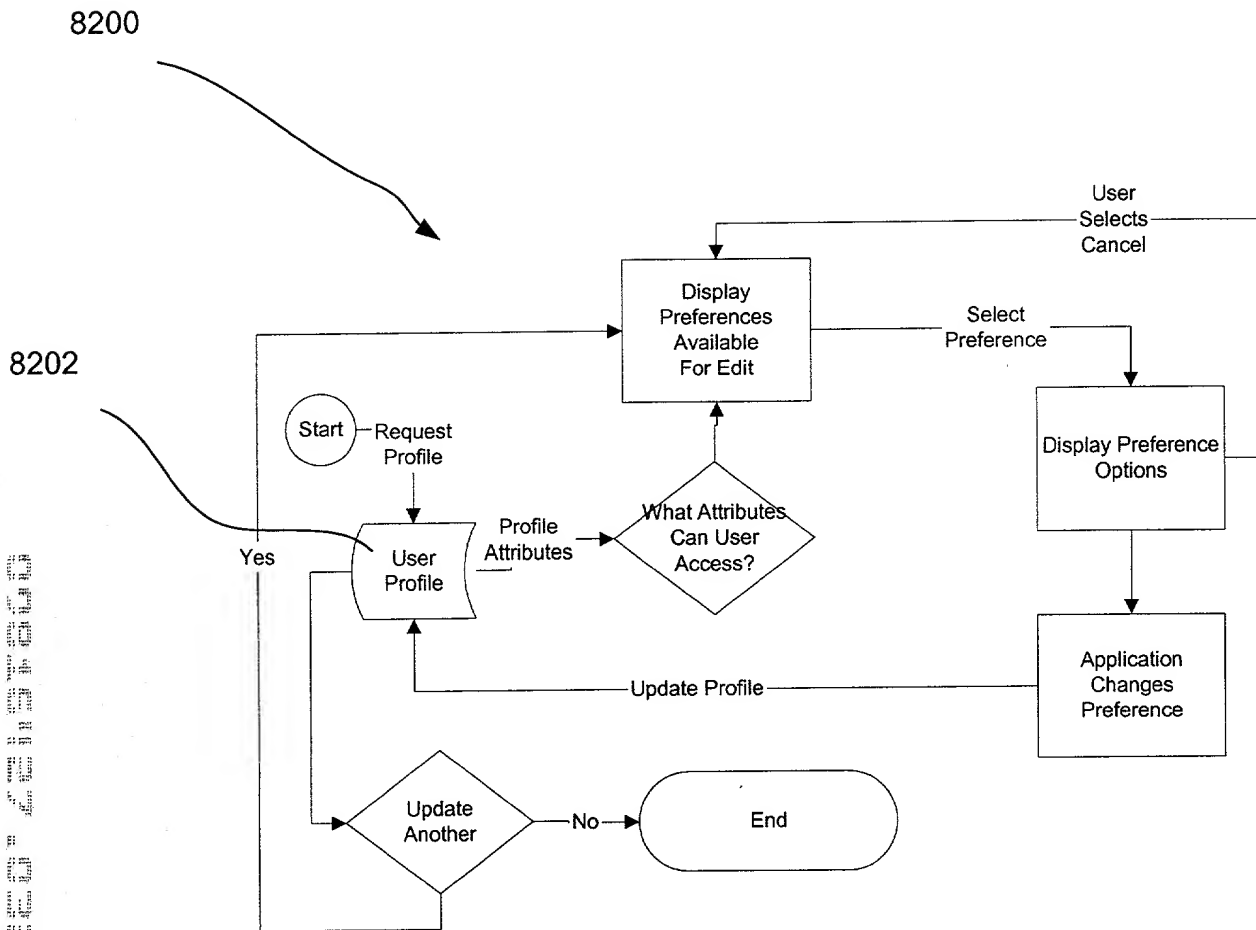 8200
User
Selects
Cancel
Display
Preferences
Available
For Edit
Select
Preference
8202
Start
Request
Profile
Display Preference
Options
What Attributes
Can User
Access?
Profile
Attributes
User
Profile
Yes
Application
Changes
Preference
Update Profile
Update
Another
No
End